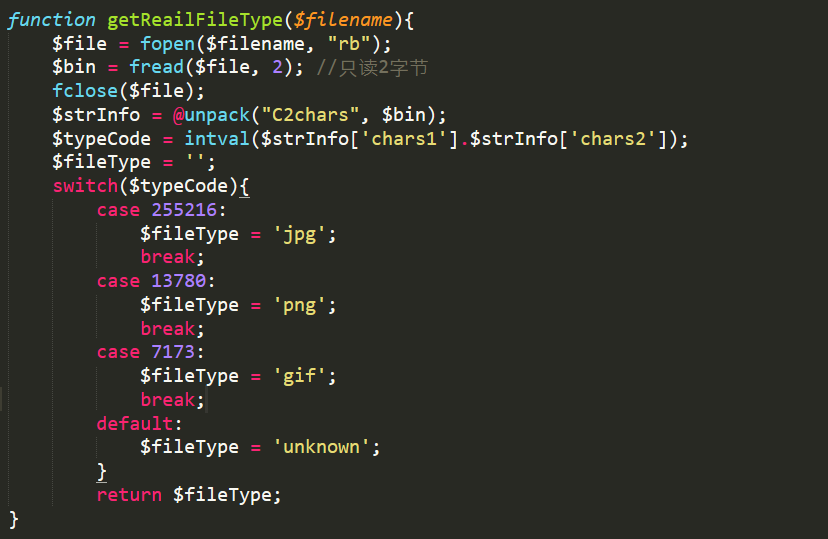 function getReailFileType($filename){
    $file = fopen($filename, "rb");
    $bin = fread($file, 2); //只读2字节
    fclose($file);
    $strInfo = @unpack("C2chars", $bin);
    $typeCode = intval($strInfo['chars1'].$strInfo['chars2']);
    $fileType = '';
    switch($typeCode){
        case 255216:
            $fileType = 'jpg';
            break;
        case 13780:
            $fileType = 'png';
            break;
        case 7173:
            $fileType = 'gif';
            break;
        default:
            $fileType = 'unknown';
        }
        return $fileType;
}